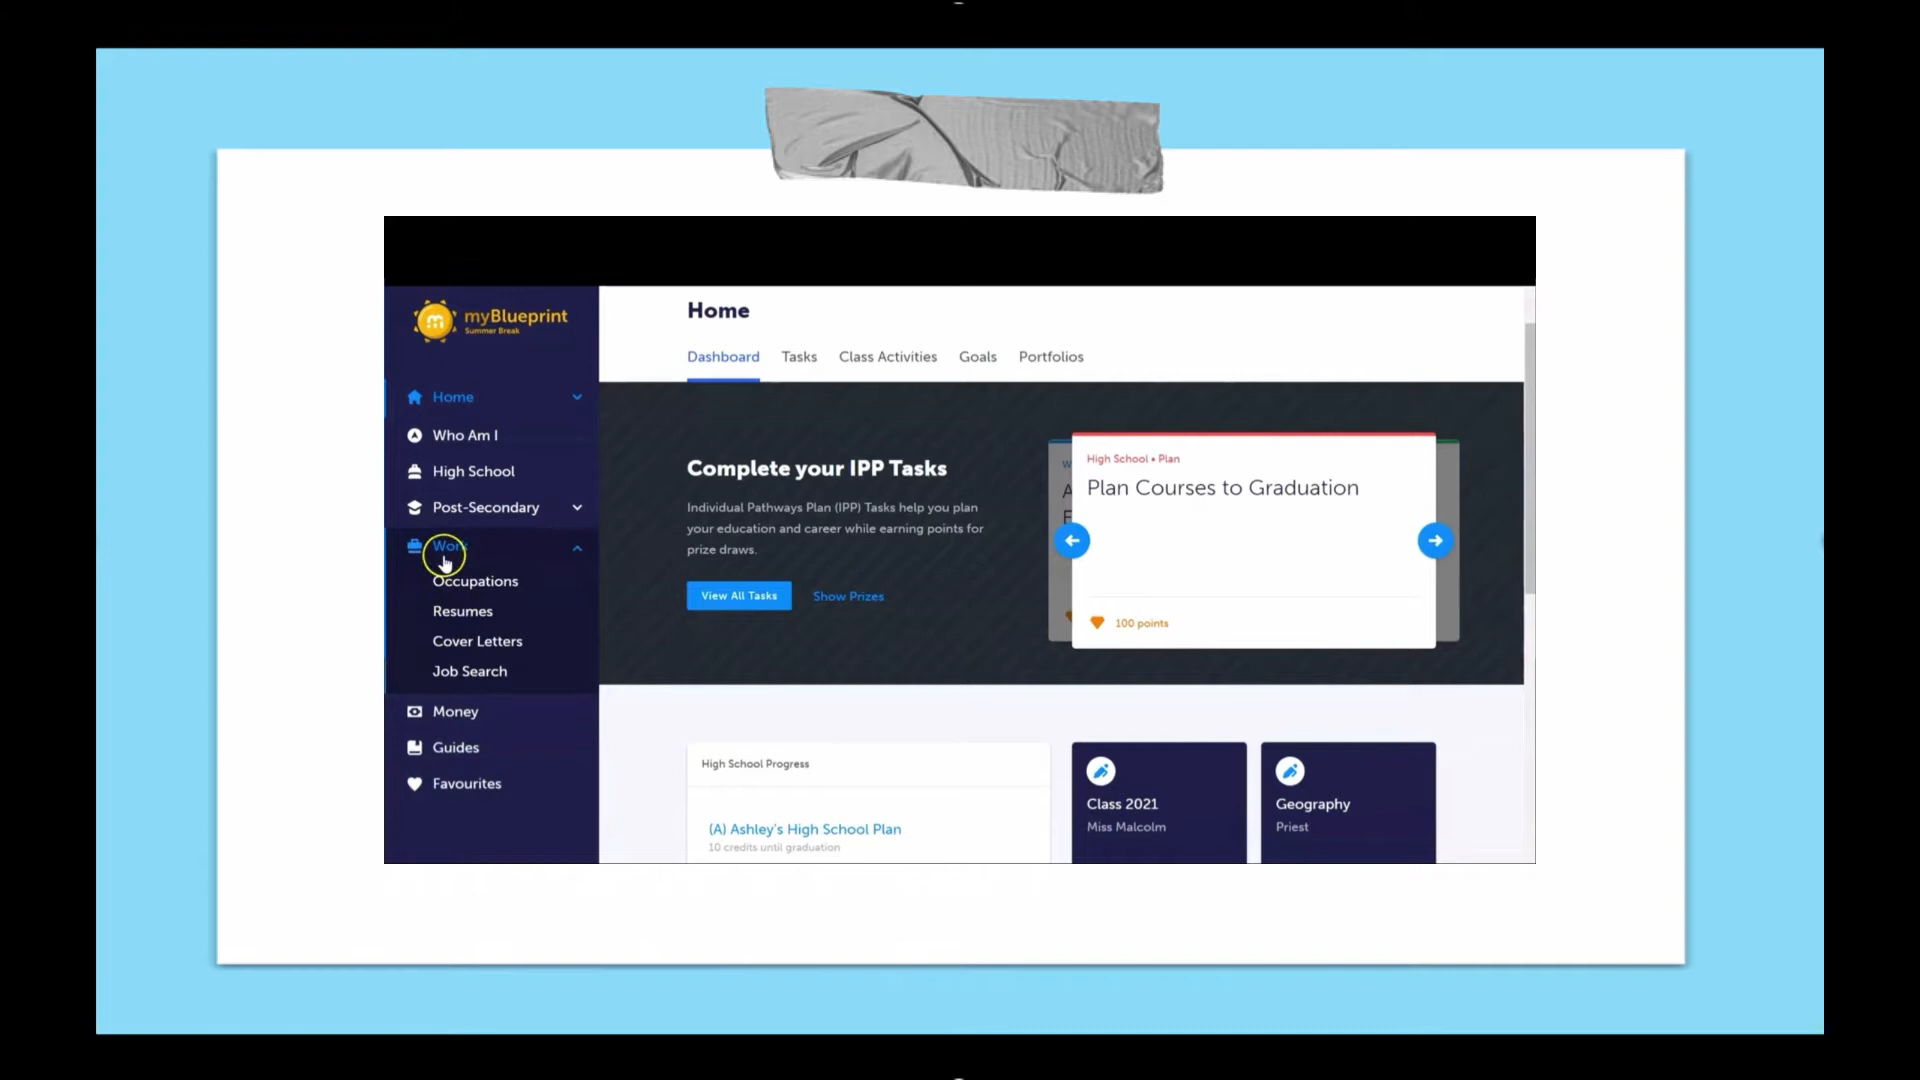 myBlueprint
Summer Break
Home
Who Am I
High School
Post-Secondary
Work
Occupations
Resumes
Cover Letters
Job Search
Money
Guides
Favourites
Home
Dashboard
Tasks
Class Activities
Goals
Portfolios
Complete your IPP Tasks
Individual Pathways Plan (IPP) Tasks help you plan
your education and career while earning points for
prize draws.
View All Tasks
Show Prizes
High School • Plan
Plan Courses to Graduation
100 points
High School Progress
(A) Ashley's High School Plan
10 credits until graduation
Class 2021
Miss Malcolm
Geography
Priest